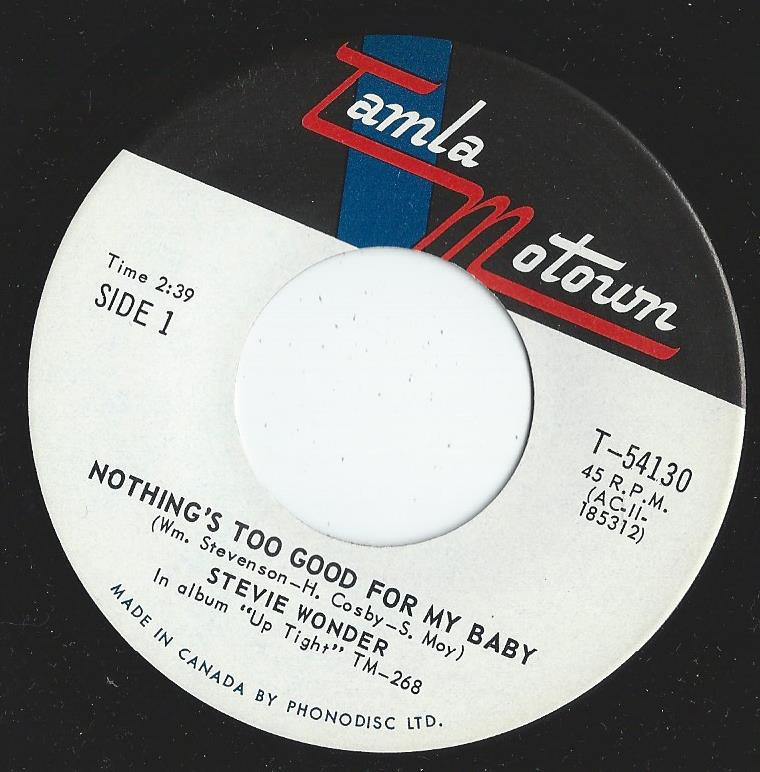 Tamla
Motown
Time 2:39
SIDE 1
T-54130
45 R.P.M.
(AC-II-
185312)
NOTHING'S TOO GOOD FOR MY BABY
(Wm. Stevenson-H. Cosby-S. Moy)
STEVIE WONDER
In album "Up Tight" TM-268
MADE IN CANADA BY PHONODISC LTD.